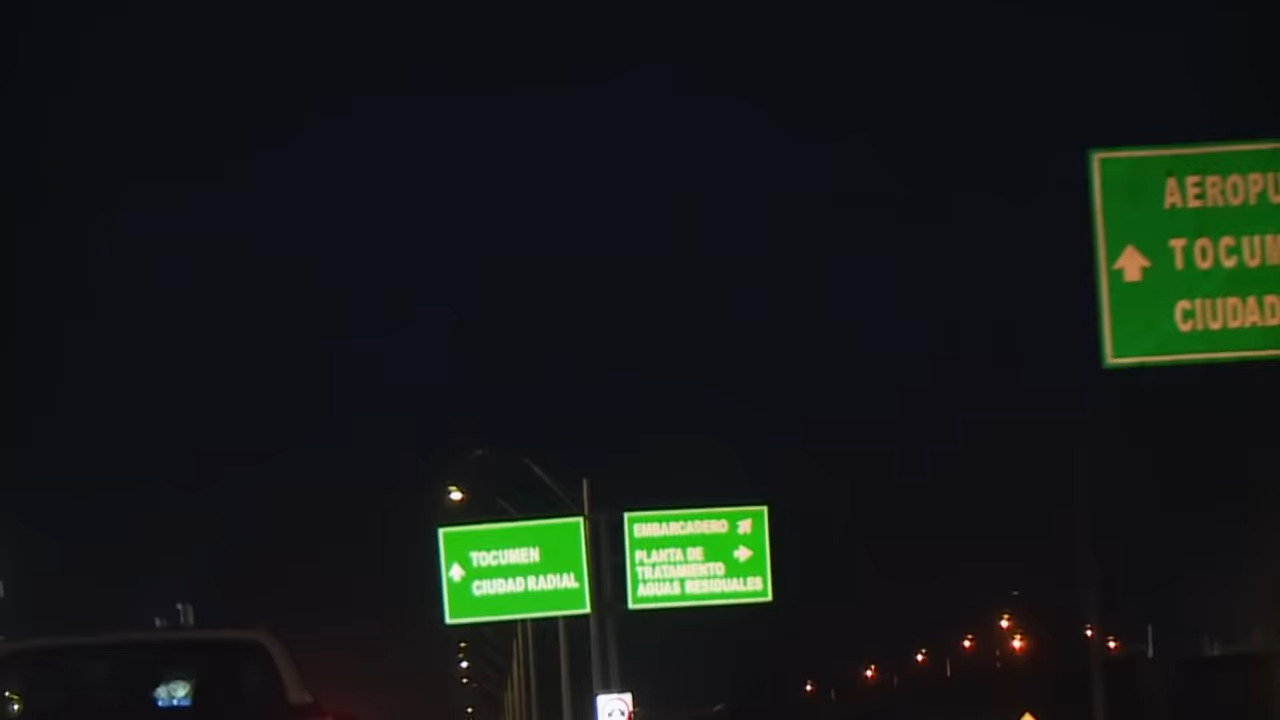 AEROPU
TOCUM
CIUDAD
TOCUMEN
CIUDAD RADIAL
EMBARCADERO
PLANTA DE
TRATAMIENTO
AGUAS RESIDUALES